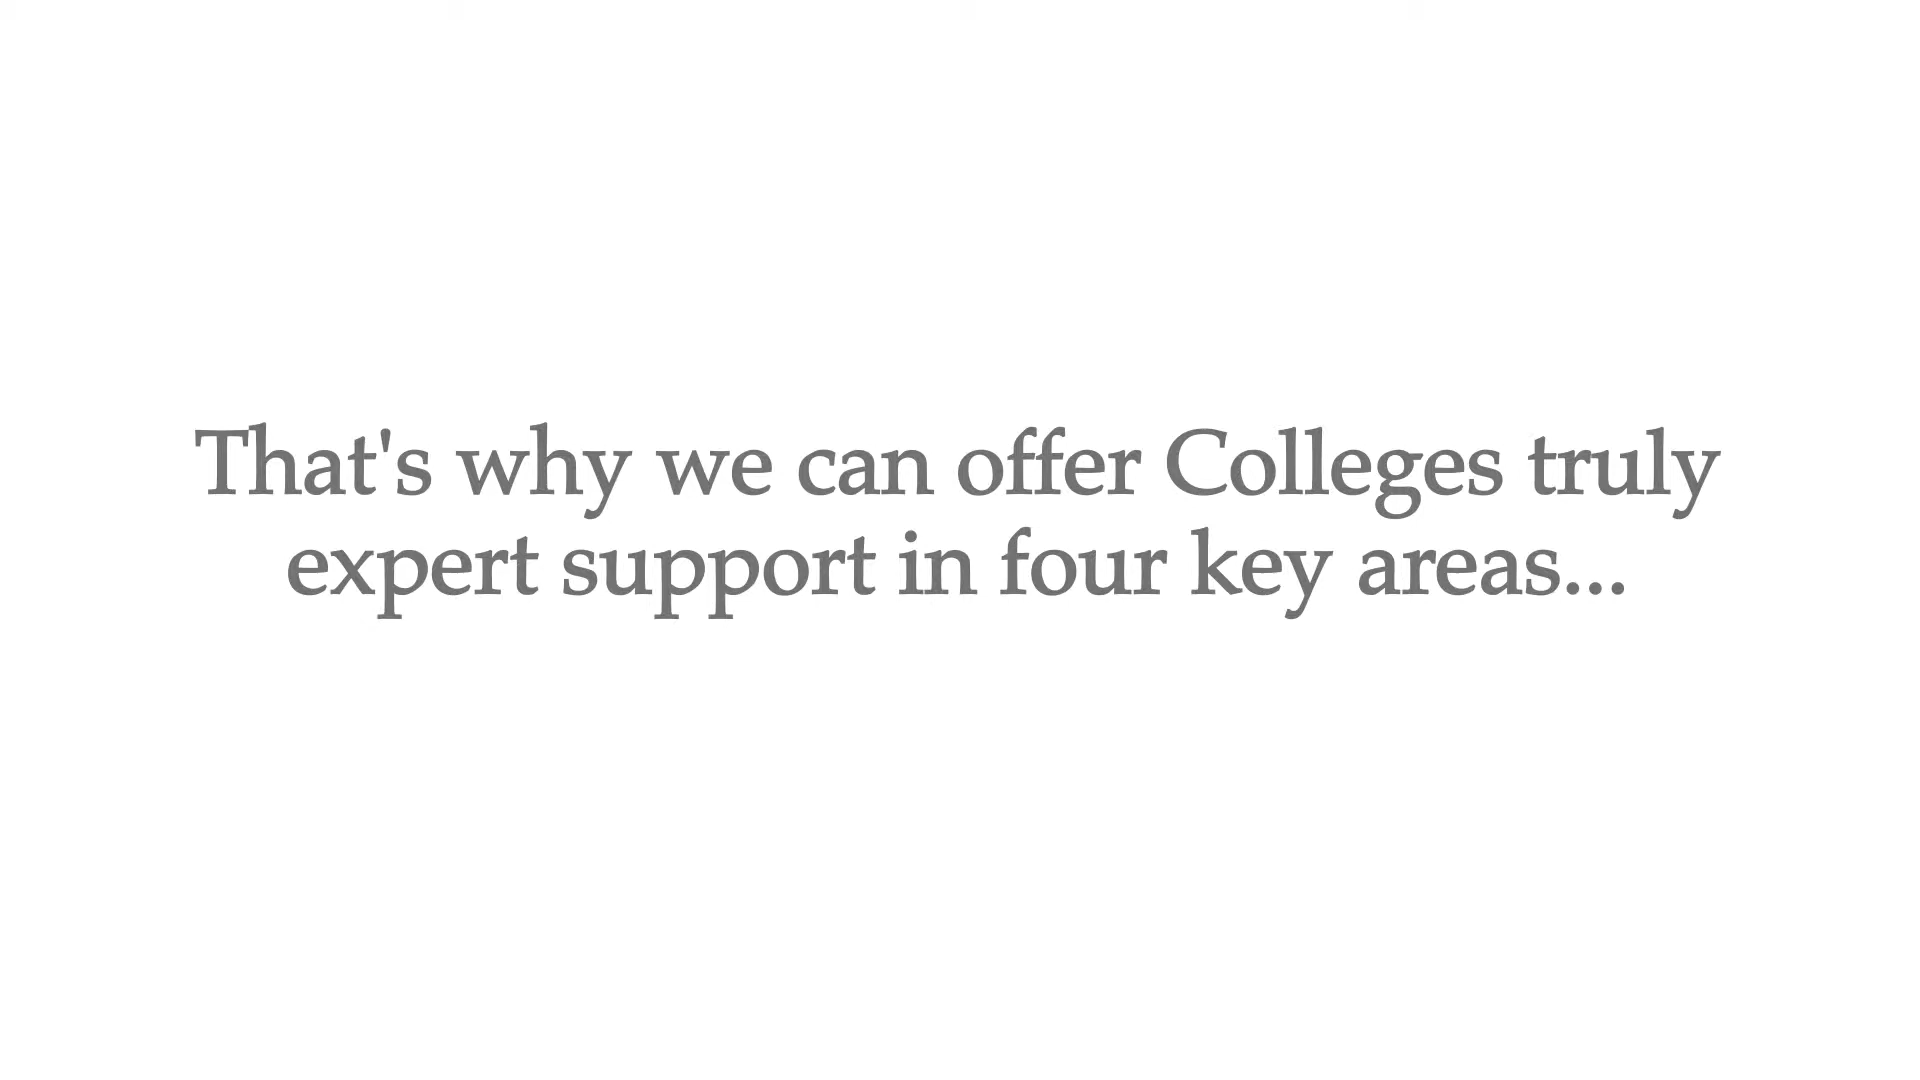 That's why we can offer Colleges truly
expert support in four key areas...